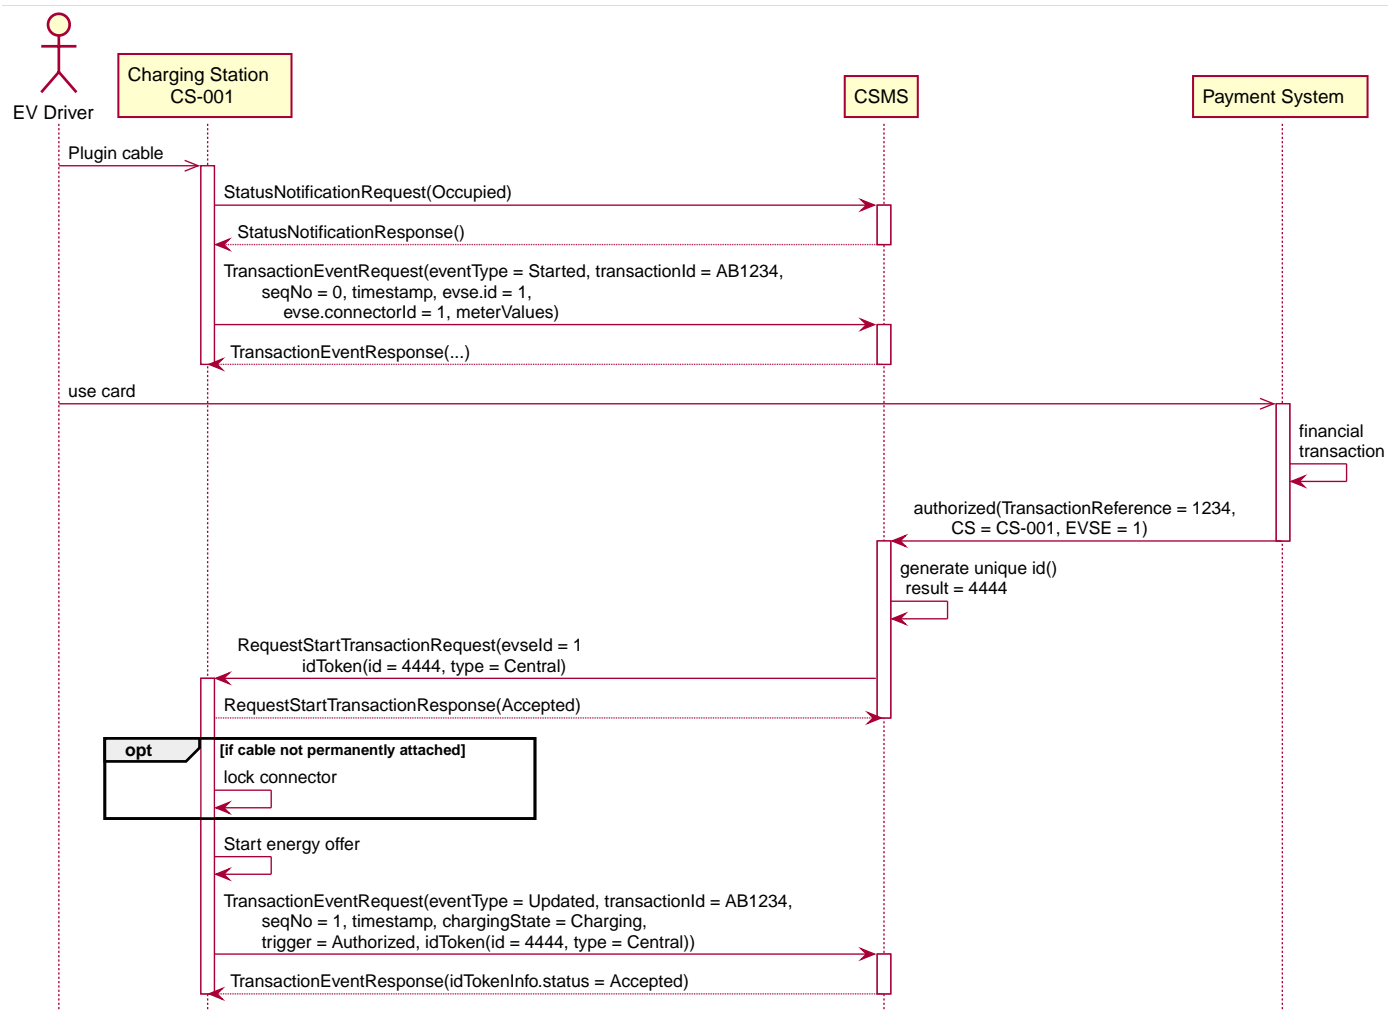 EV Driver
Charging Station
CS-001
CSMS
Payment System
Plugin cable
StatusNotificationRequest(Occupied)
StatusNotificationResponse()
TransactionEventRequest(eventType = Started, transactionId = AB1234,
seqNo = 0, timestamp, evse.id = 1,
evse.connectorId = 1, meterValues)
TransactionEventResponse(...)
use card
financial
transaction
authorized(TransactionReference = 1234,
CS = CS-001, EVSE = 1)
generate unique id()
result = 4444
RequestStartTransactionRequest(evseId = 1
idToken(id = 4444, type = Central)
RequestStartTransactionResponse(Accepted)
opt
[if cable not permanently attached]
lock connector
Start energy offer
TransactionEventRequest(eventType = Updated, transactionId = AB1234,
seqNo = 1, timestamp, chargingState = Charging,
trigger = Authorized, idToken(id = 4444, type = Central))
TransactionEventResponse(idTokenInfo.status = Accepted)